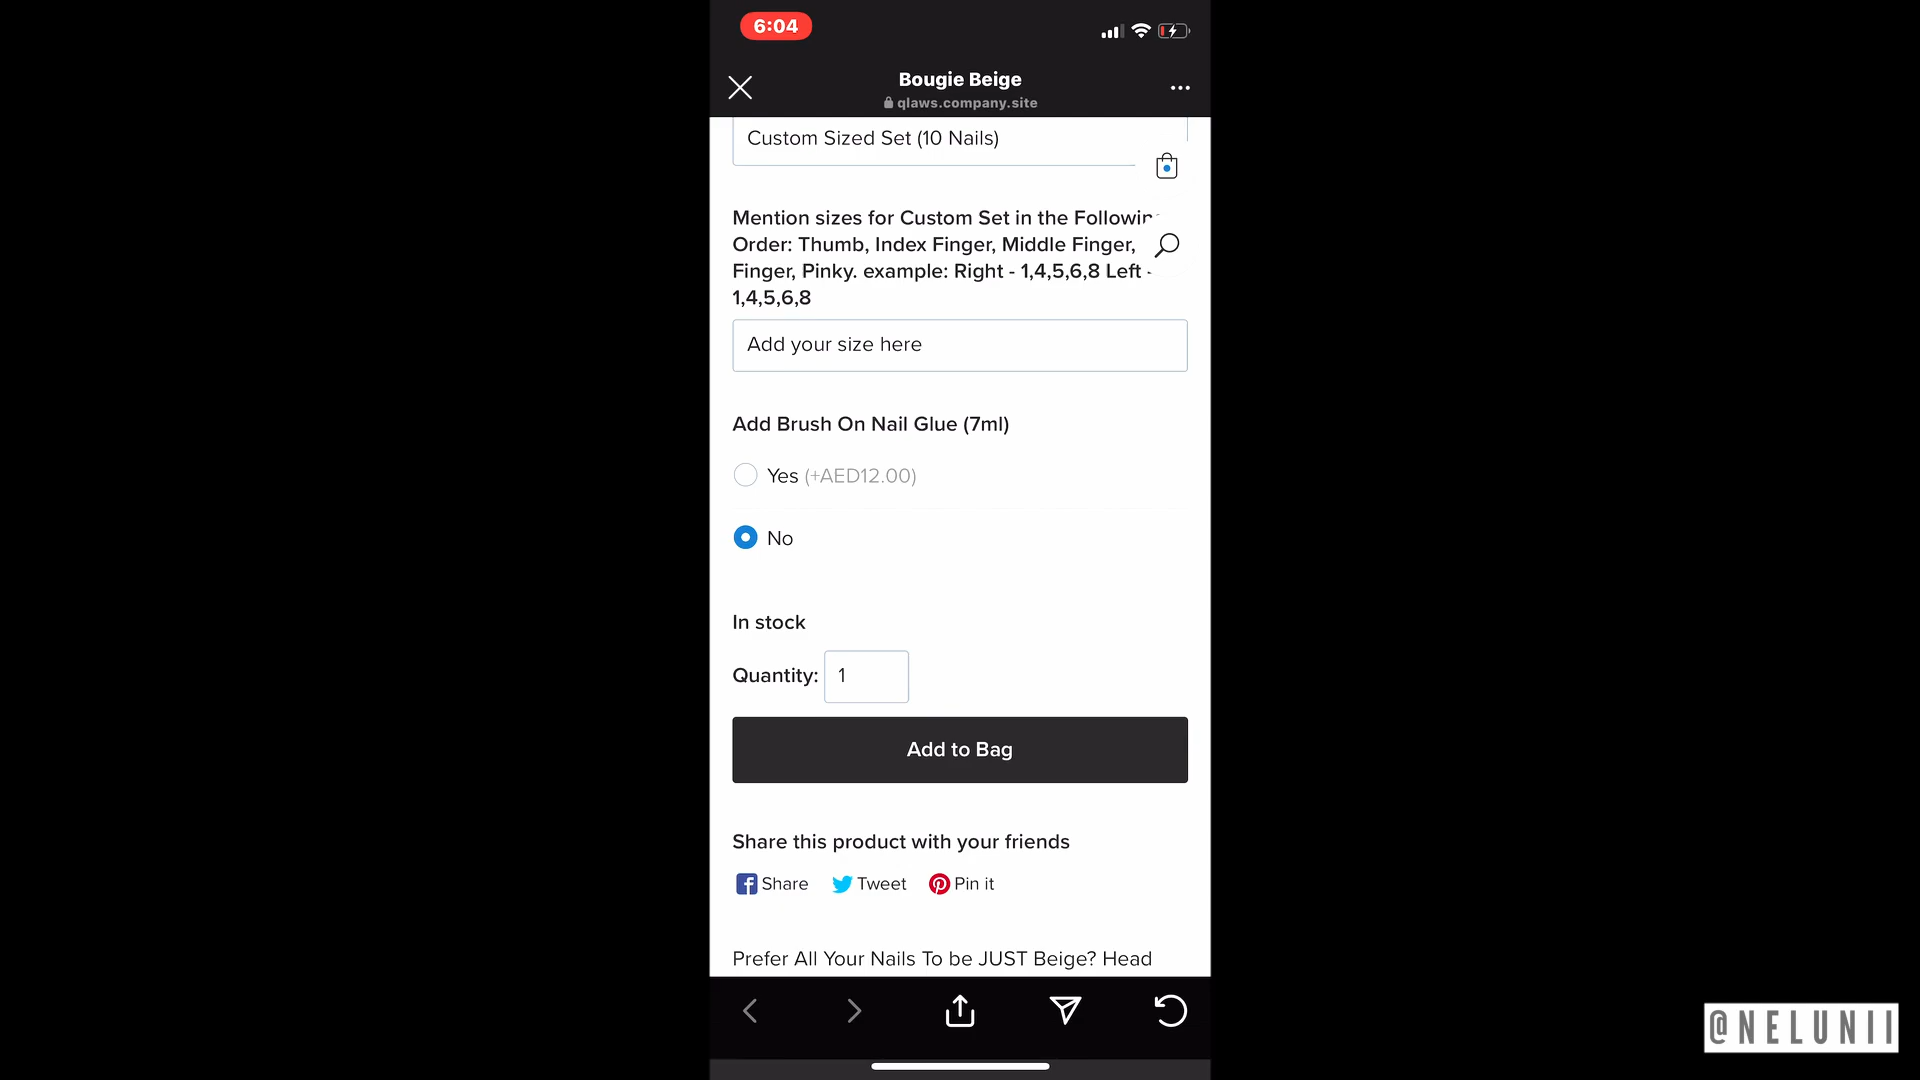 6:04
Bougie Beige
qlaws.company.site
Custom Sized Set (10 Nails)
Mention sizes for Custom Set in the Followin
Order: Thumb, Index Finger, Middle Finger,
Finger, Pinky. example: Right - 1,4,5,6,8 Left -
1,4,5,6,8
Add your size here
Add Brush On Nail Glue (7ml)
Yes (+AED12.00)
No
In stock
Quantity: 1
Add to Bag
Share this product with your friends
Share Tweet Pin it
Prefer All Your Nails To be JUST Beige? Head
@NELUNII